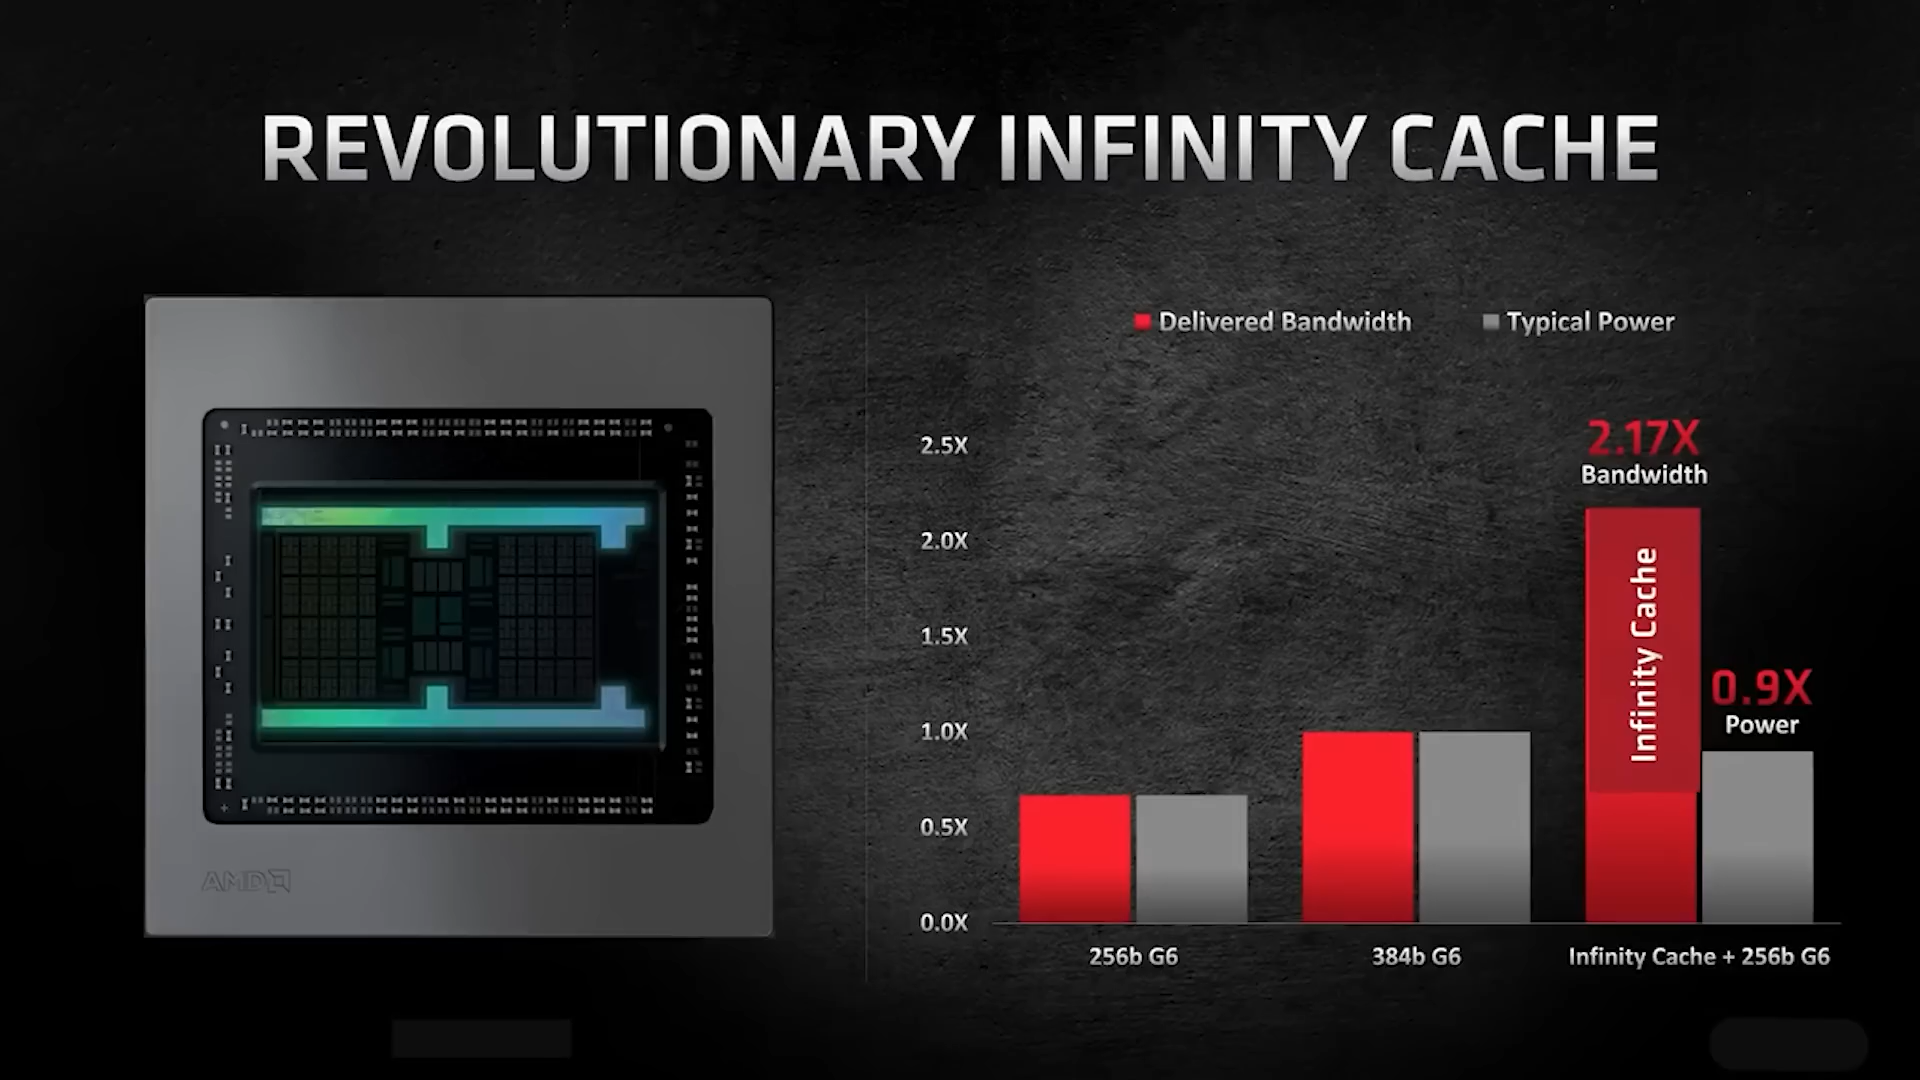 REVOLUTIONARY INFINITY CACHE
AMD
Delivered Bandwidth
Typical Power
2.5X
2.0X
1.5X
1.0X
0.5X
0.0X
2.17X
Bandwidth
Infinity Cache
0.9X
Power
256b G6
384b G6
Infinity Cache + 256b G6